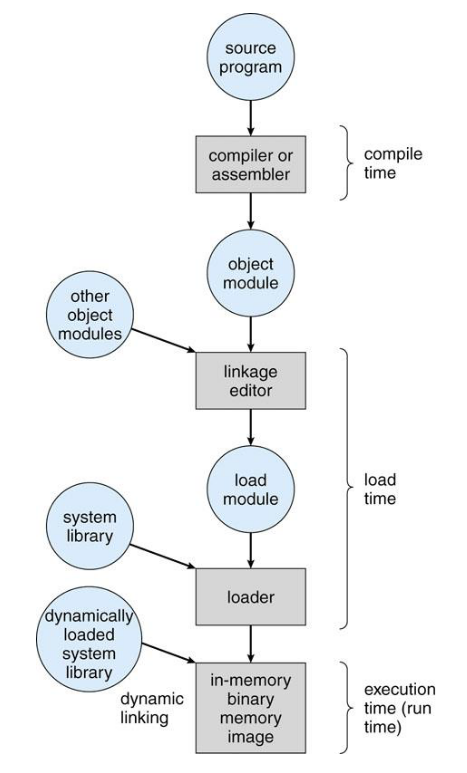 source
program
compiler or
assembler
compile
time
object
module
other
object
modules
linkage
editor
load
module
load
time
system
library
loader
dynamically
loaded
system
library
dynamic
linking
in-memory
binary
memory
image
execution
time (run
time)